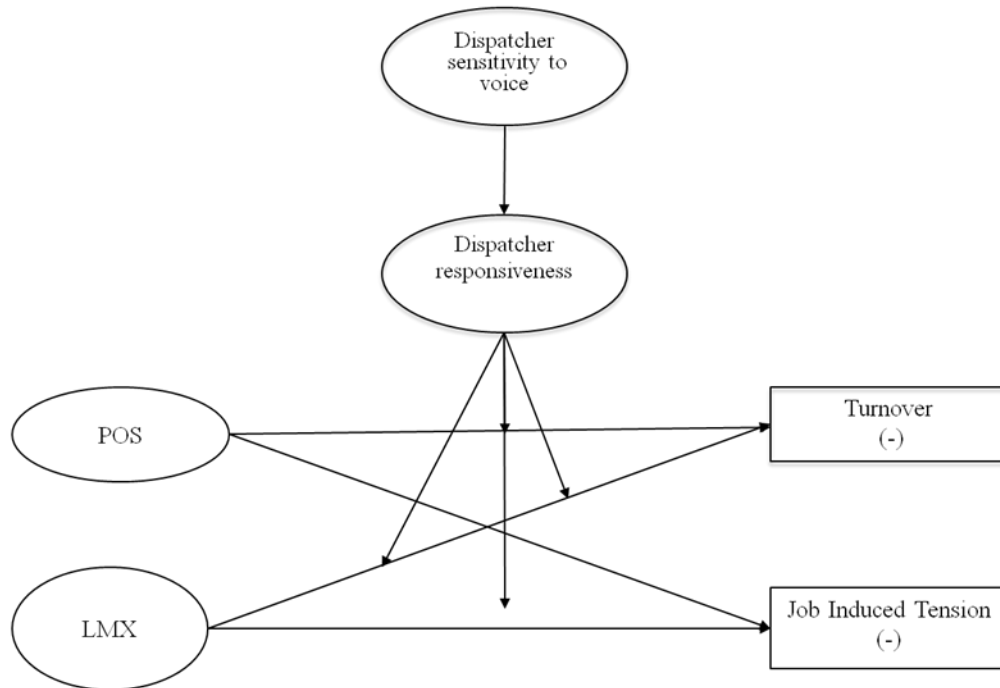 Dispatcher
sensitivity to
voice
Dispatcher
responsiveness
POS
Turnover
(-)
LMX
Job Induced Tension
(-)